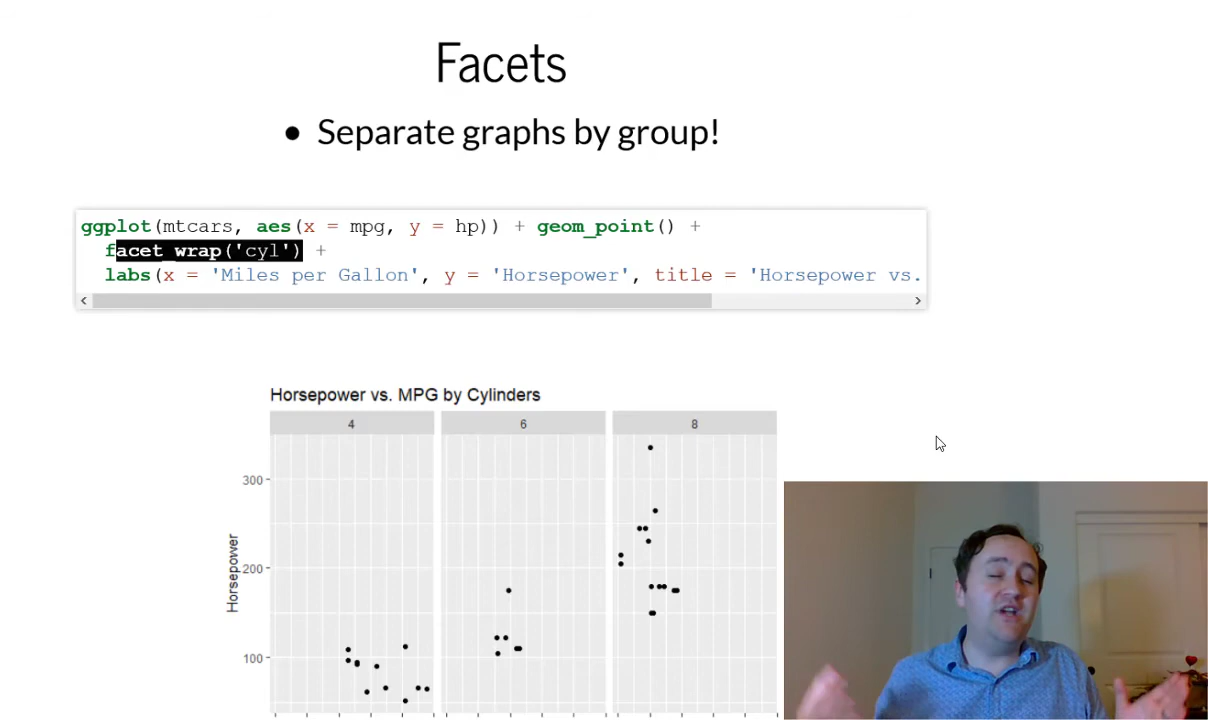 Facets
• Separate graphs by group!
ggplot(mtcars, aes(x = mpg, y = hp)) + geom_point() +
facet_wrap('cyl') +
labs(x = 'Miles per Gallon', y = 'Horsepower', title = 'Horsepower vs.
Horsepower vs. MPG by Cylinders
4 6 8
300
200
100
Horsepower